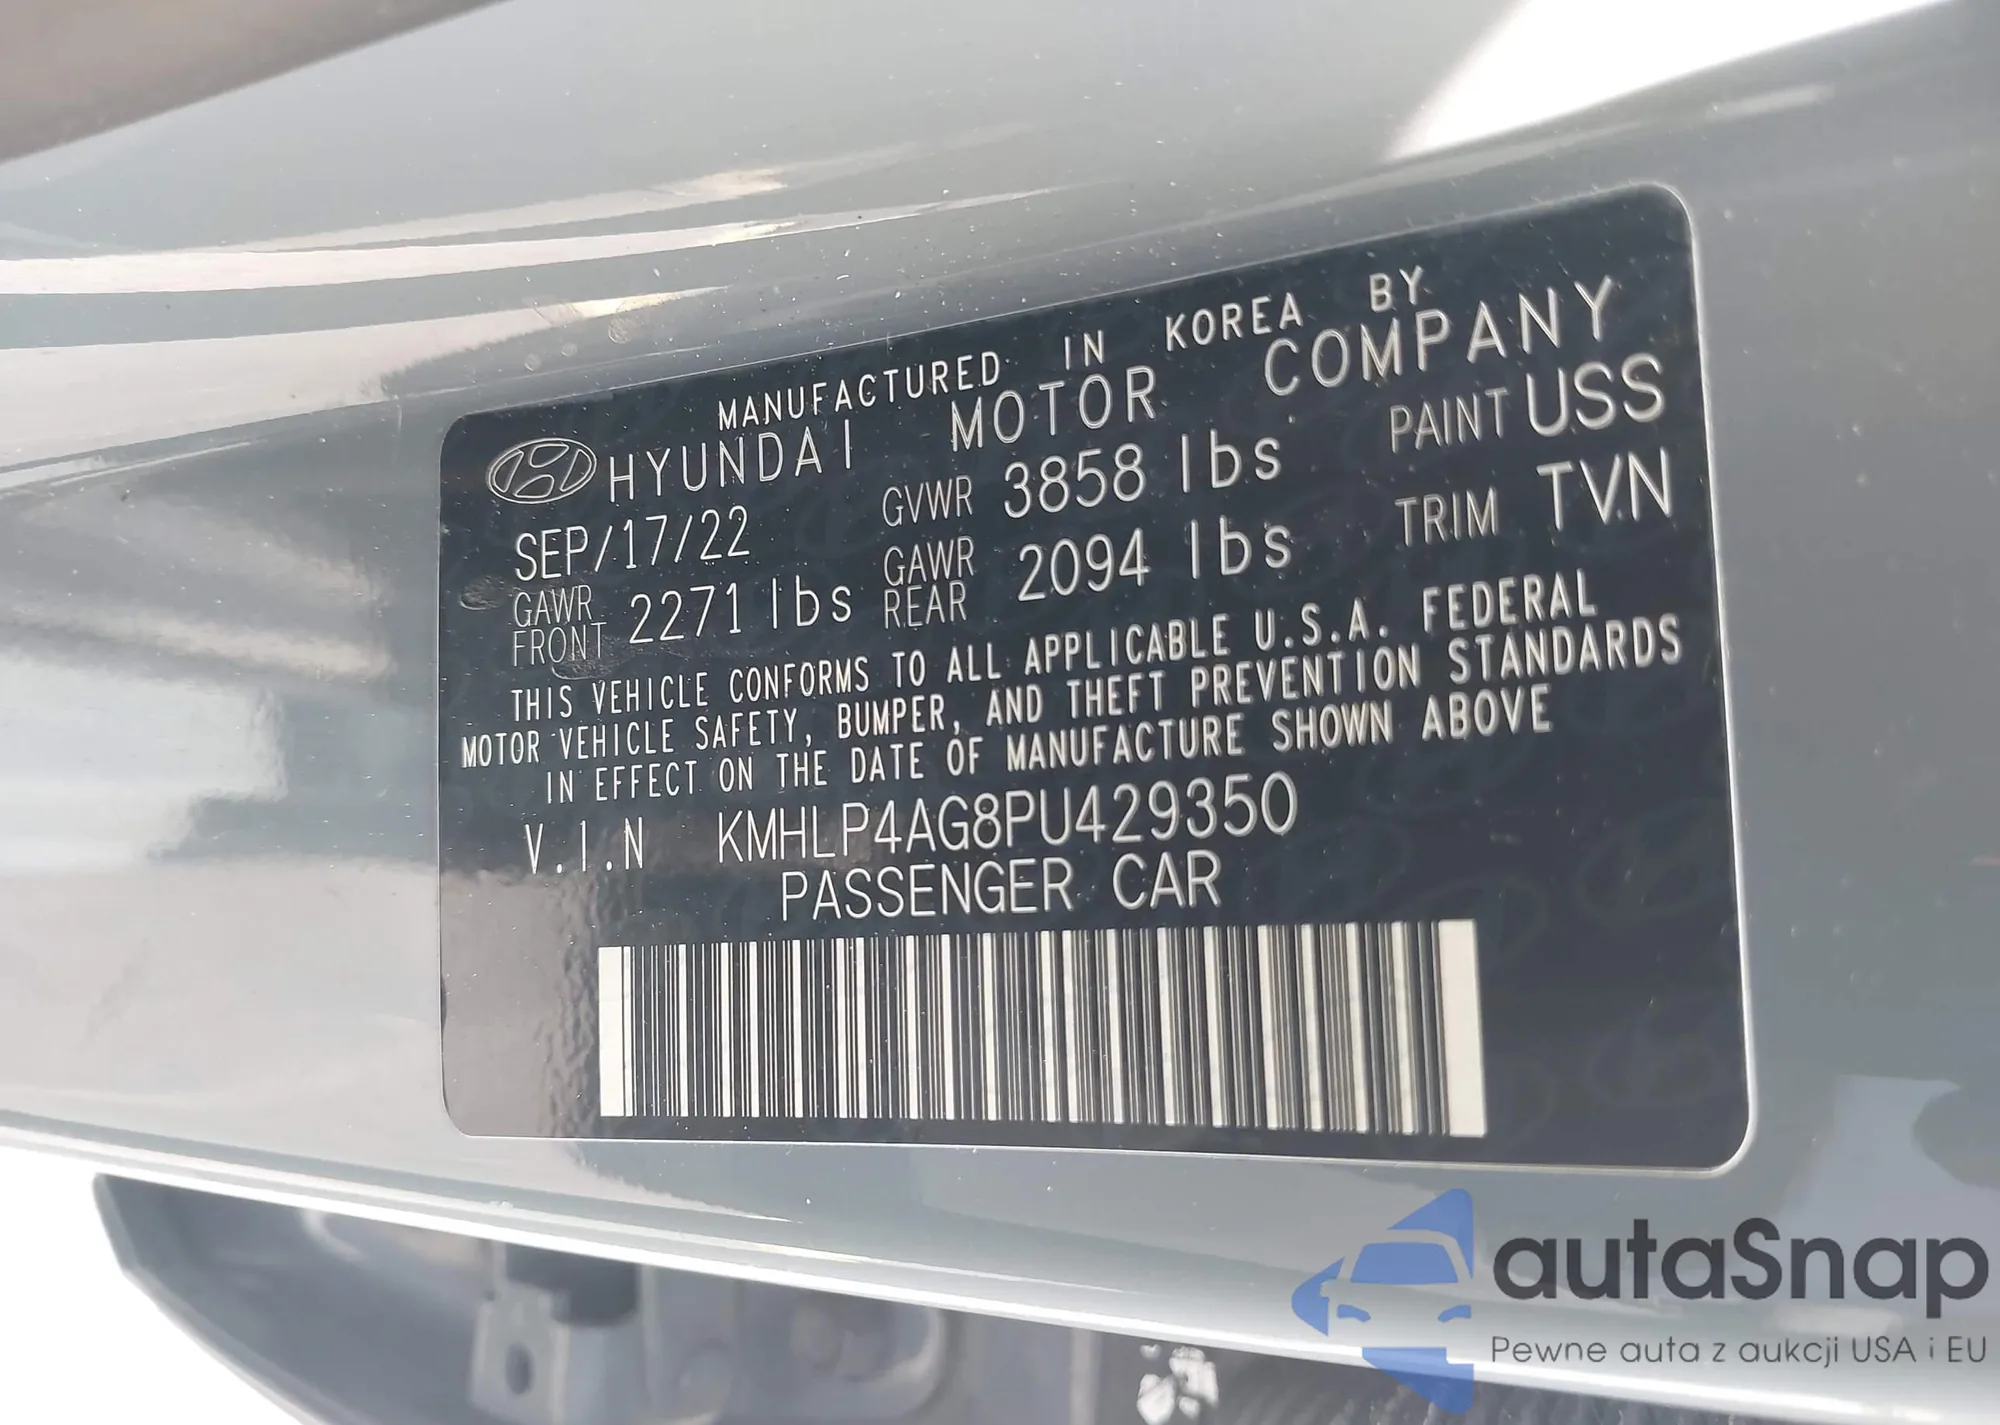 MANUFACTURED IN KOREA BY
HYUNDAI MOTOR COMPANY
SEP/17/22 GVWR 3858 lbs PAINT USS
GAWR FRONT 2271 lbs GAWR REAR 2094 lbs TRIM TVN
THIS VEHICLE CONFORMS TO ALL APPLICABLE U.S.A. FEDERAL
MOTOR VEHICLE SAFETY, BUMPER, AND THEFT PREVENTION STANDARDS
IN EFFECT ON THE DATE OF MANUFACTURE SHOWN ABOVE
V.I.N KMHLP4AG8PU429350
PASSENGER CAR
autaSnap
Pewne auta z aukcji USA i EU